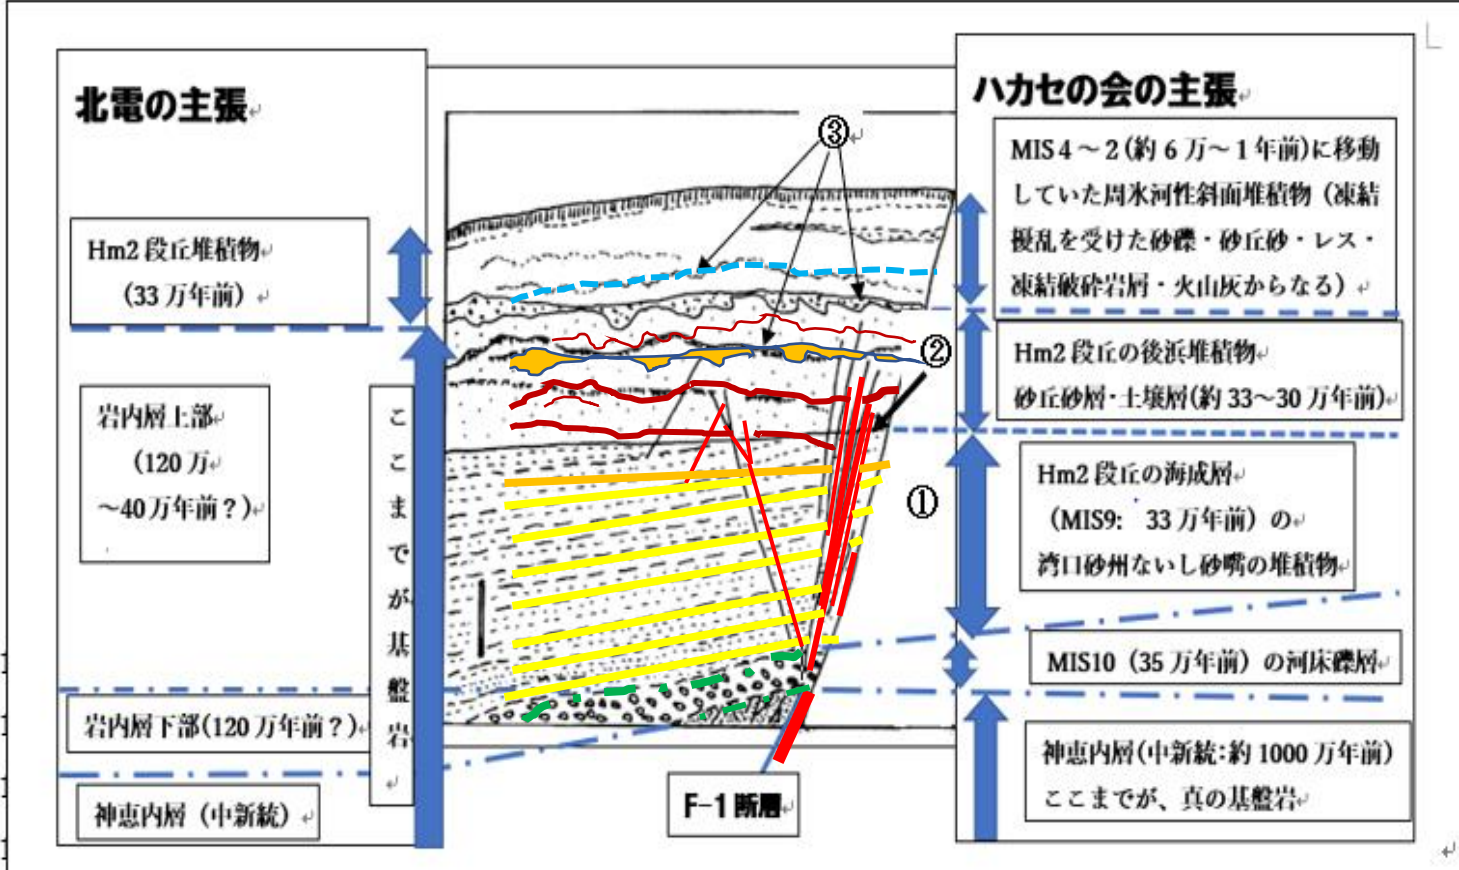 北電の主張
Hm2 段丘堆積物
（33 万年前）
岩内層上部
（120 万
～40 万年前？）
ここまでが基盤岩
岩内層下部(120 万年前？)
神恵内層（中新統）
③
②
①
F-1 断層
ハカセの会の主張
MIS4～2(約 6 万～1 年前)に移動
していた周氷河性斜面堆積物（凍結
擾乱を受けた砂礫・砂丘砂・レス・
凍結破砕岩層・火山灰からなる）
Hm2 段丘の後浜堆積物
砂丘砂層・土壌層(約 33～30 万年前)
Hm2 段丘の海成層
（MIS9: 33 万年前）の
湾口砂州ないし砂嘴の堆積物
MIS10（35 万年前）の河床礫層
神恵内層(中新統:約 1000 万年前)
ここまでが、真の基盤岩